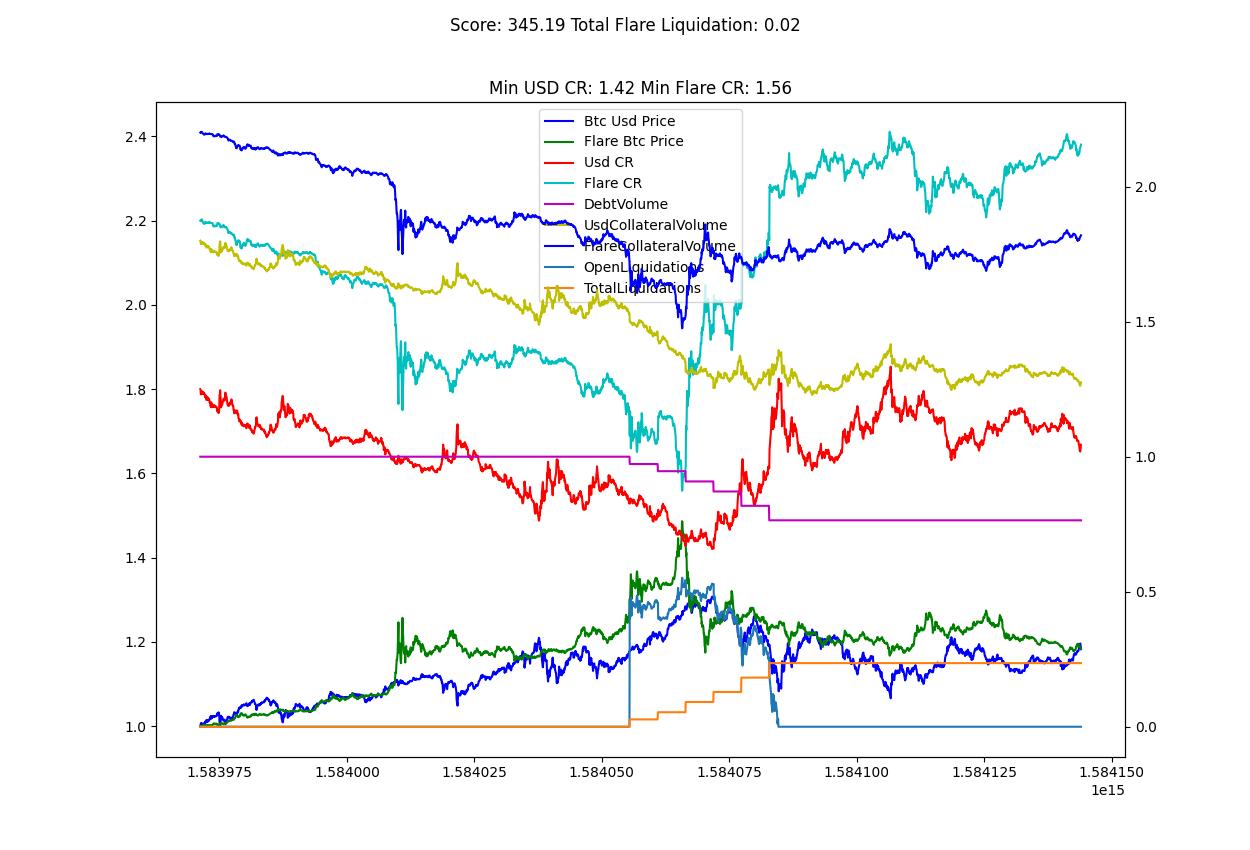 Score: 345.19 Total Flare Liquidation: 0.02
Min USD CR: 1.42 Min Flare CR: 1.56
Btc Usd Price
Flare Btc Price
Usd CR
Flare CR
DebtVolume
UsdCollateralVolume
FlareCollateralVolume
OpenLiquidations
TotalLiquidations
2.4
2.2
2.0
1.8
1.6
1.4
1.2
1.0
2.0
1.5
1.0
0.5
0.0
1.583975 1.584000 1.584025 1.584050 1.584075 1.584100 1.584125 1.584150
1e15